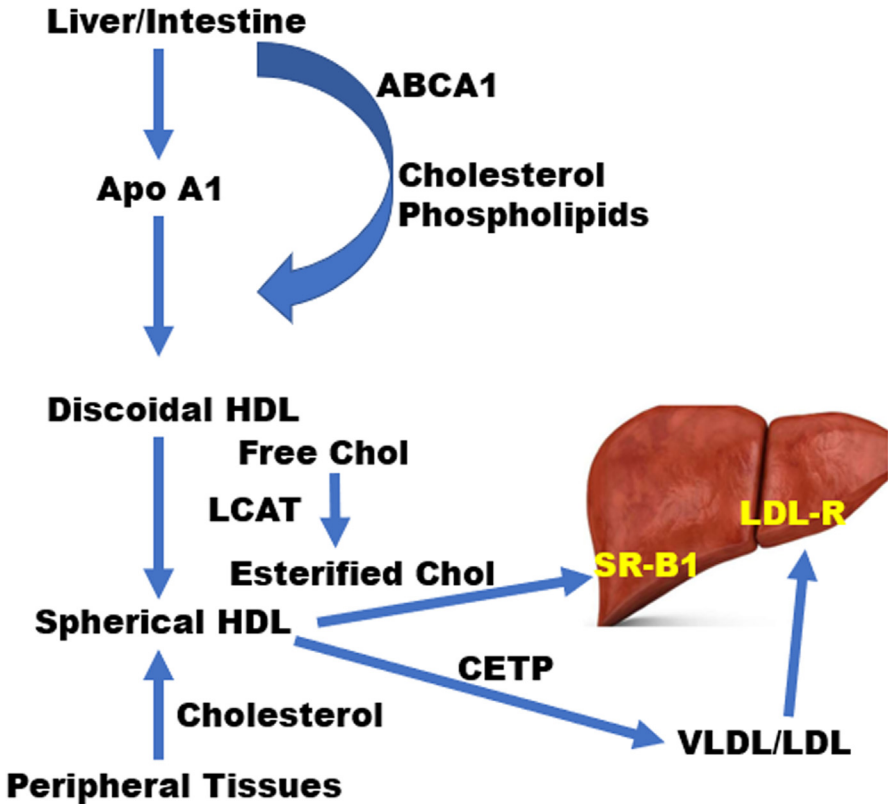 Liver/Intestine
ABCA1
Apo A1
Cholesterol
Phospholipids
Discoidal HDL
Free Chol
LCAT
Esterified Chol
LDL-R
SR-B1
Spherical HDL
CETP
Cholesterol
VLDL/LDL
Peripheral Tissues